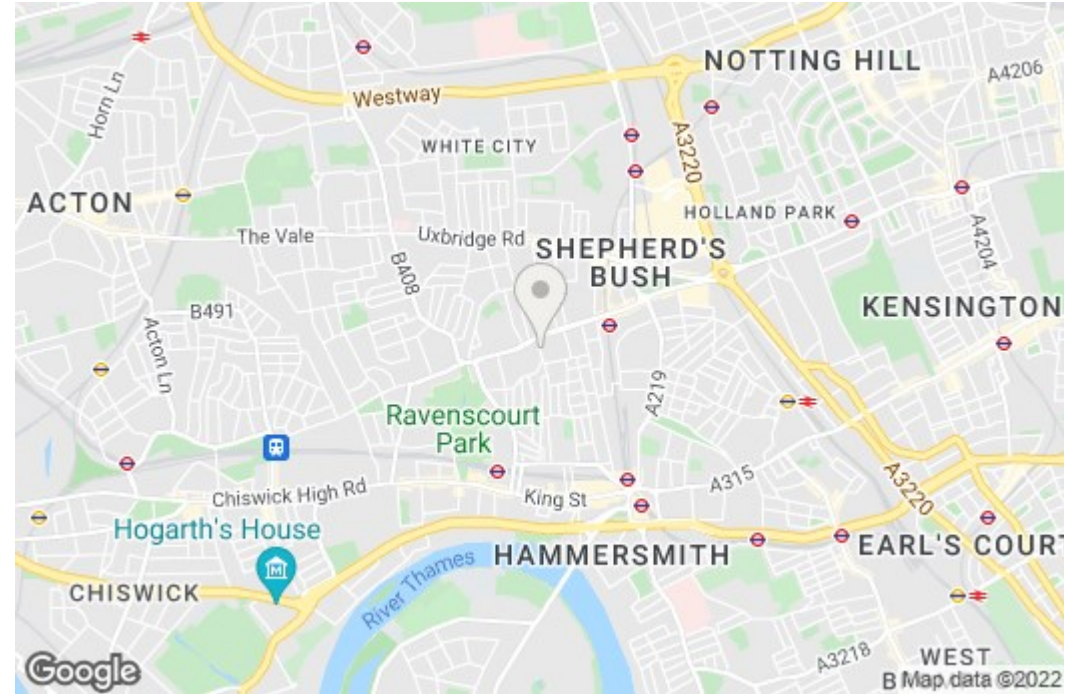 NOTTING HILL
A4206
Horn Ln
Westway
A3220
WHITE CITY
ACTON
HOLLAND PARK
The Vale
Uxbridge Rd
SHEPHERD'S
BUSH
A4204
B408
B491
KENSINGTON
Acton Ln
A219
Ravenscourt
Park
A315
A3220
Chiswick High Rd
King St
Hogarth's House
M
HAMMERSMITH
EARL'S COURT
River Thames
CHISWICK
A3218
WEST
B
Google
Map data ©2022